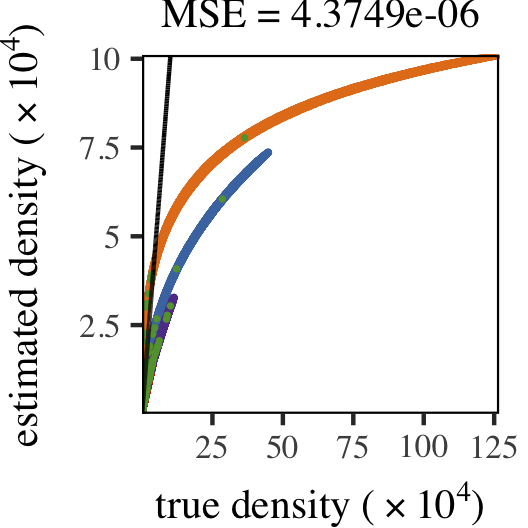 MSE = 4.3749e-06
estimated density ( × 10⁴)
10
7.5
5
2.5
25 50 75 100 125
true density ( × 10⁴)